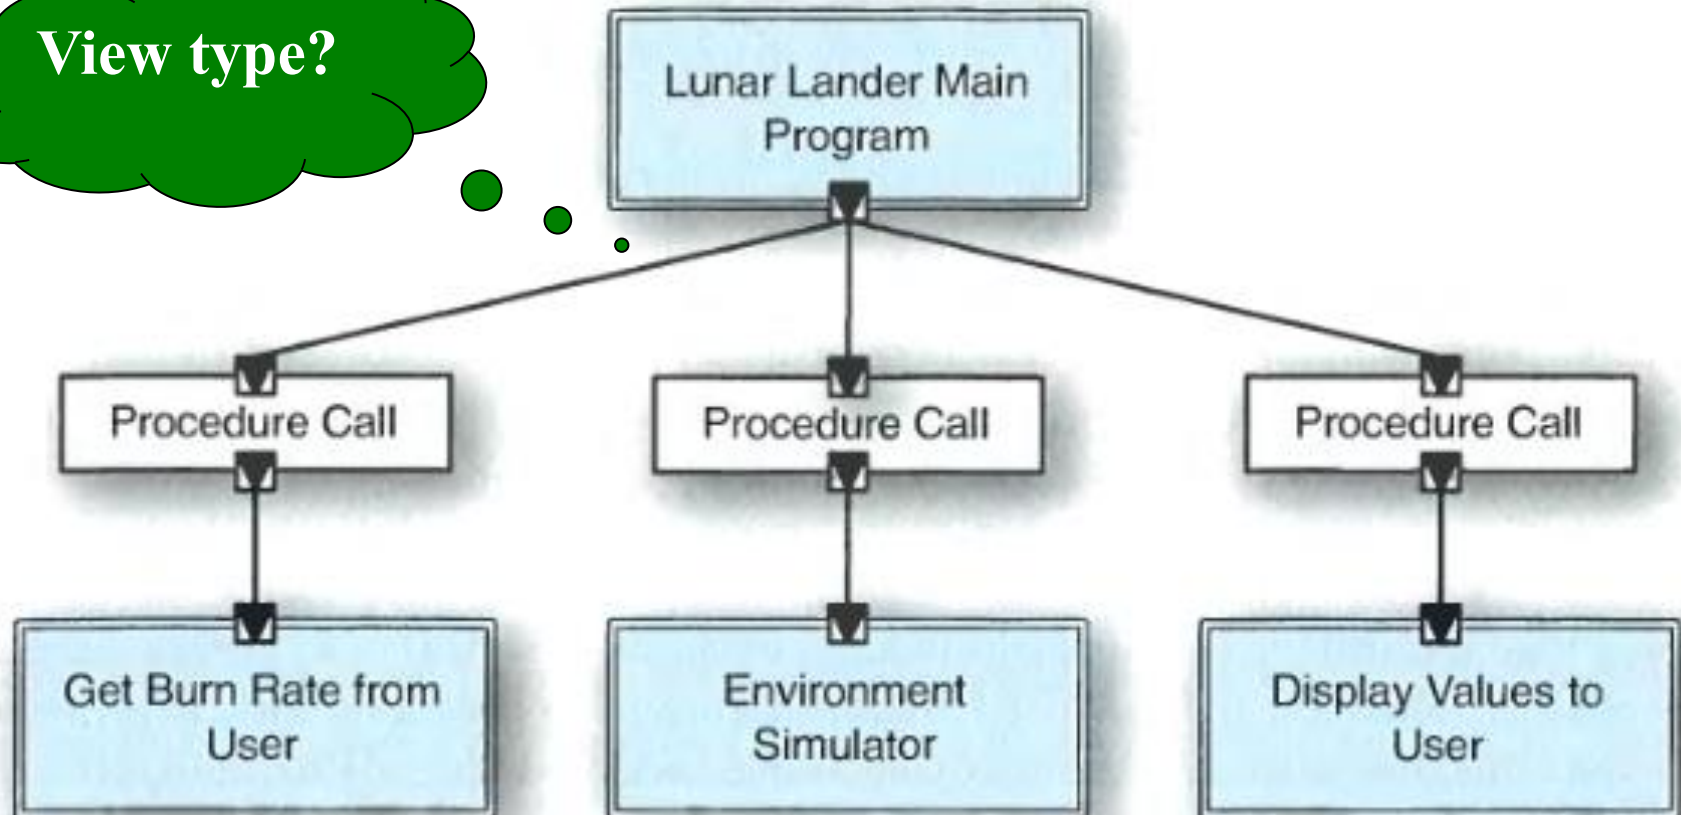 View type?
Lunar Lander Main
Program
Procedure Call
Procedure Call
Procedure Call
Get Burn Rate from
User
Environment
Simulator
Display Values to
User